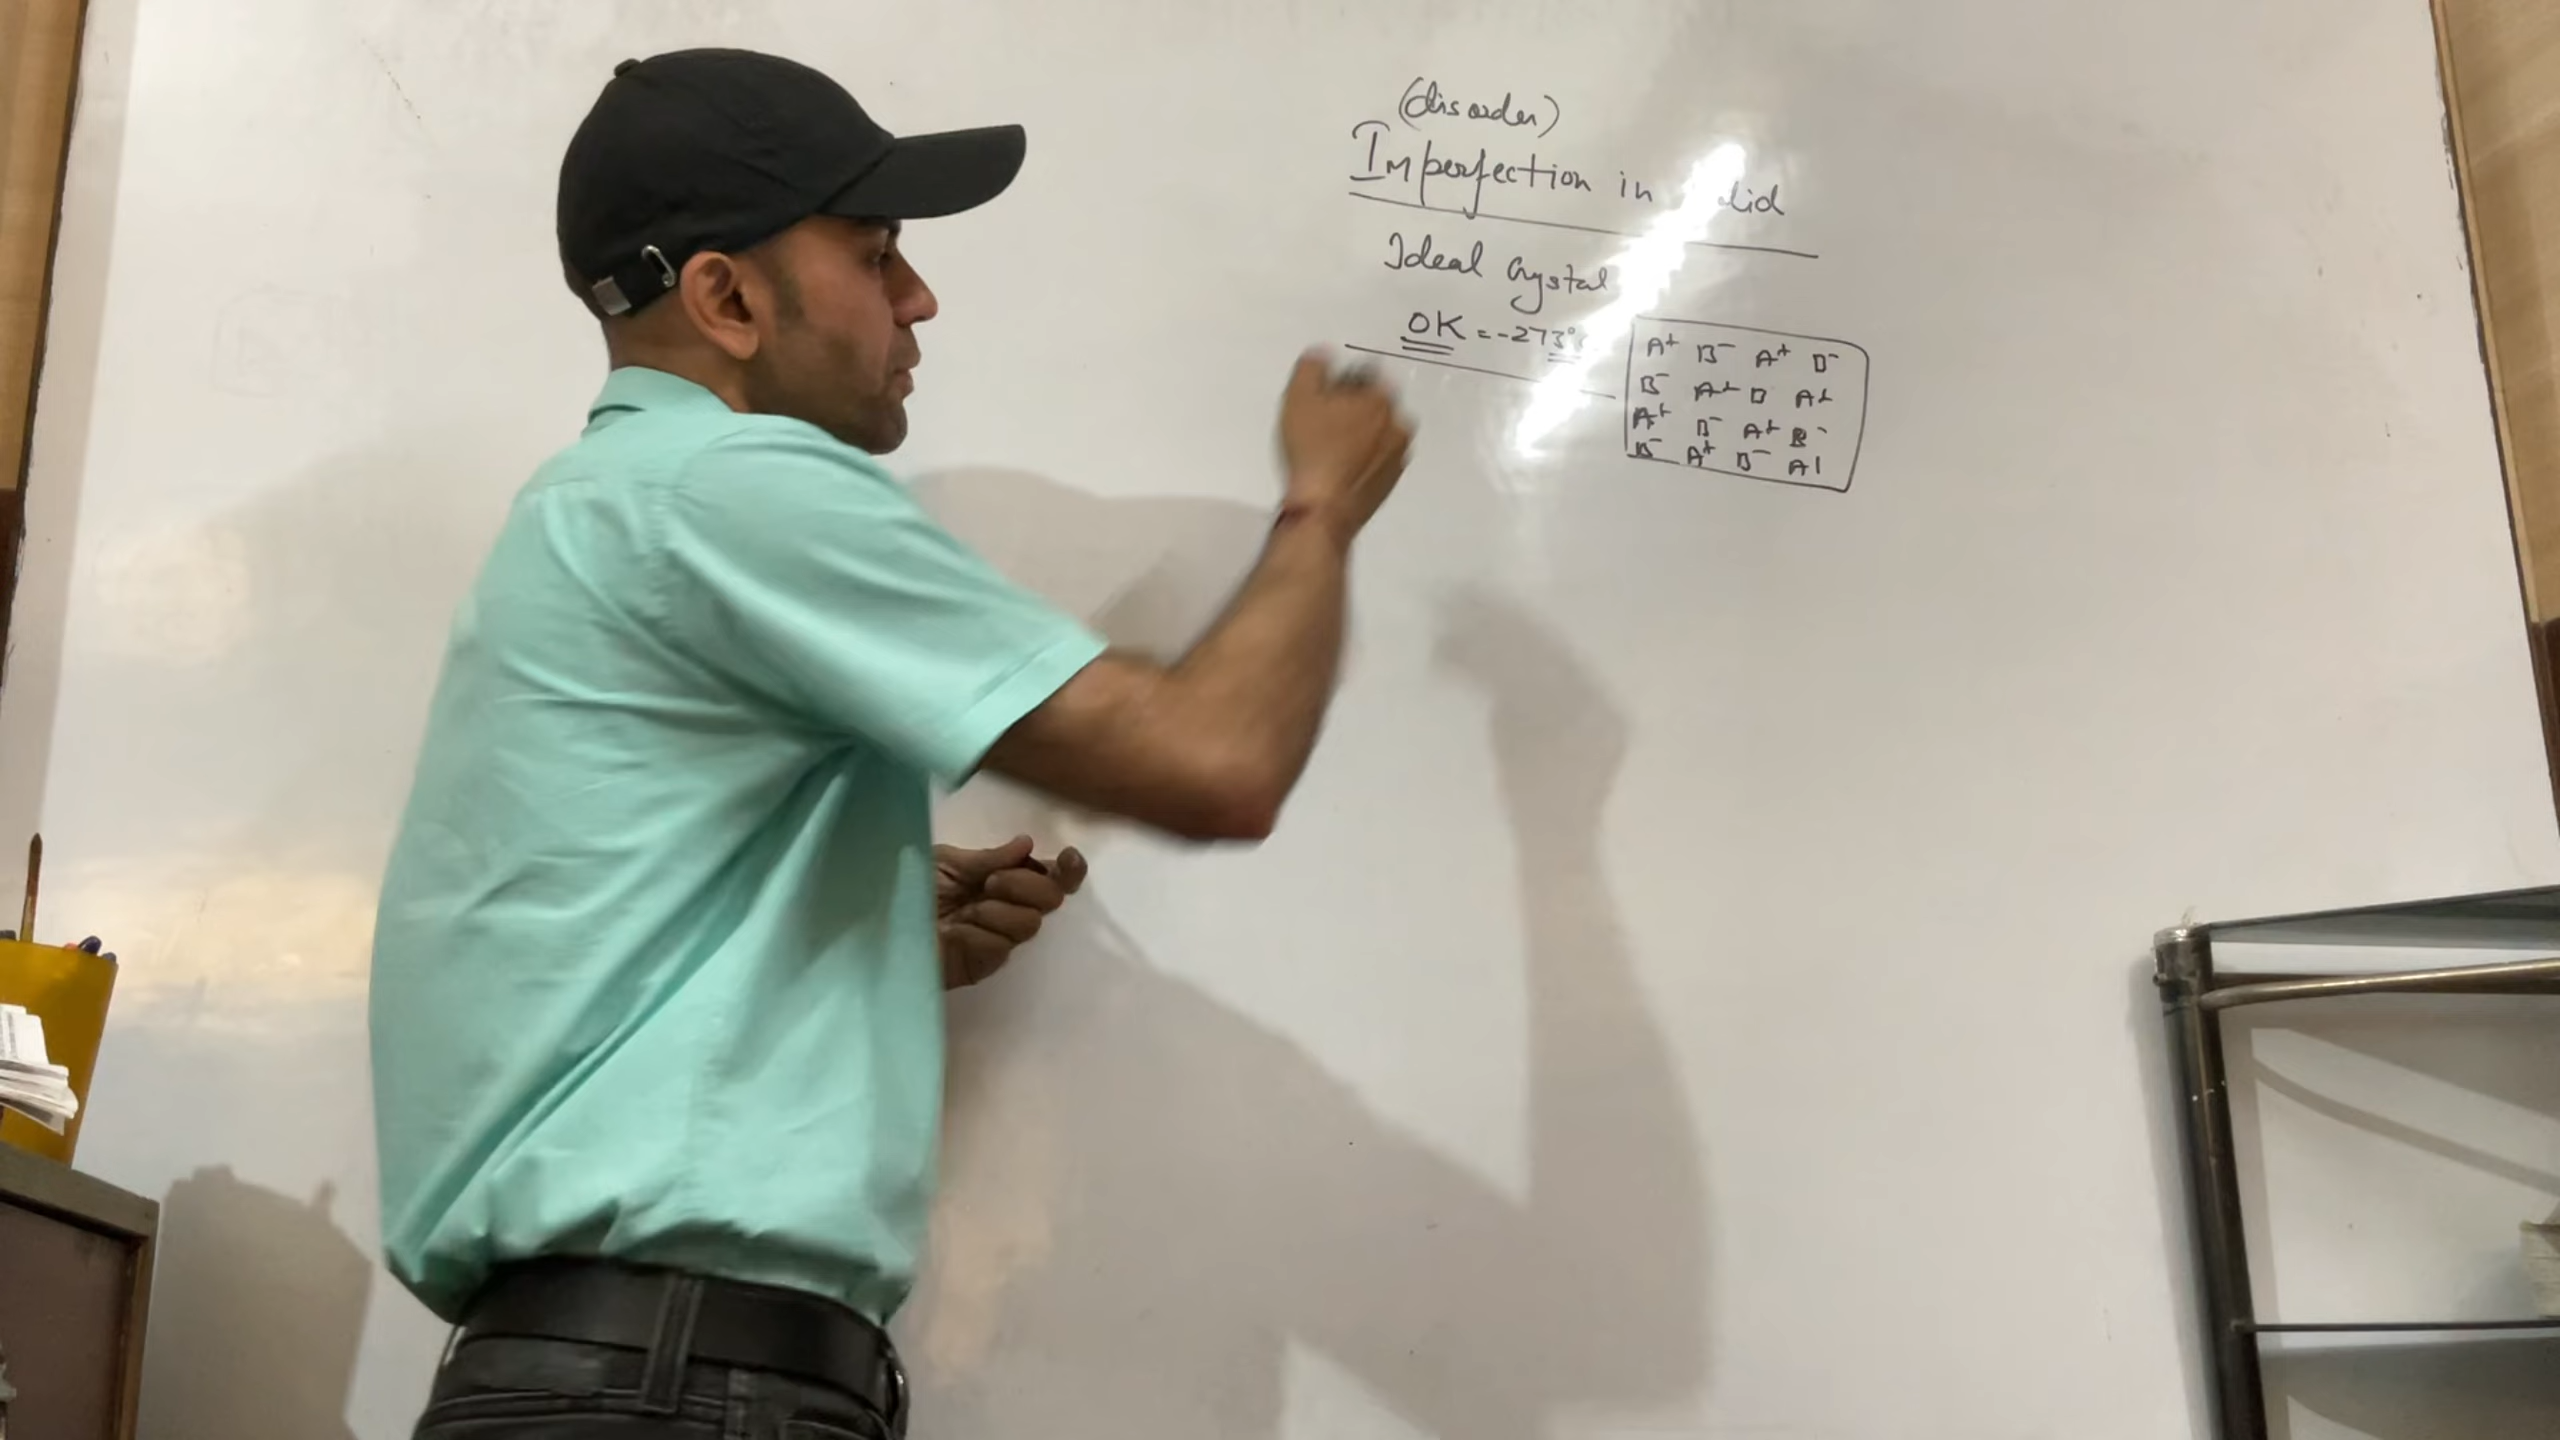 (disorder)
Imperfection in
Ideal crystal
0K = -273°
A+ B- A+ B-
B- A+ B A+
A+ B- A+ B-
B- A+ B- A+